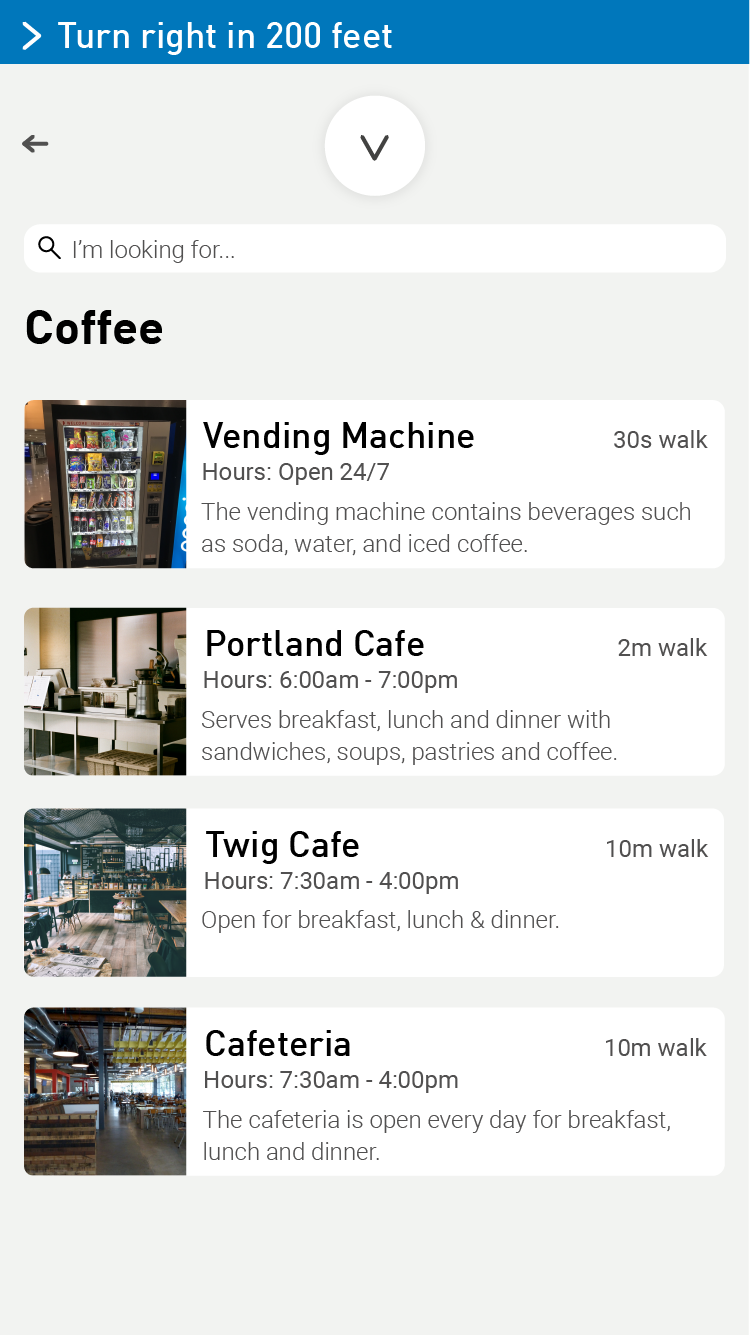 Turn right in 200 feet
V
I'm looking for...
Coffee
Vending Machine
30s walk
Hours: Open 24/7
The vending machine contains beverages such
as soda, water, and iced coffee.
Portland Cafe
2m walk
Hours: 6:00am - 7:00pm
Serves breakfast, lunch and dinner with
sandwiches, soups, pastries and coffee.
Twig Cafe
10m walk
Hours: 7:30am - 4:00pm
Open for breakfast, lunch & dinner.
Cafeteria
10m walk
Hours: 7:30am - 4:00pm
The cafeteria is open every day for breakfast,
lunch and dinner.